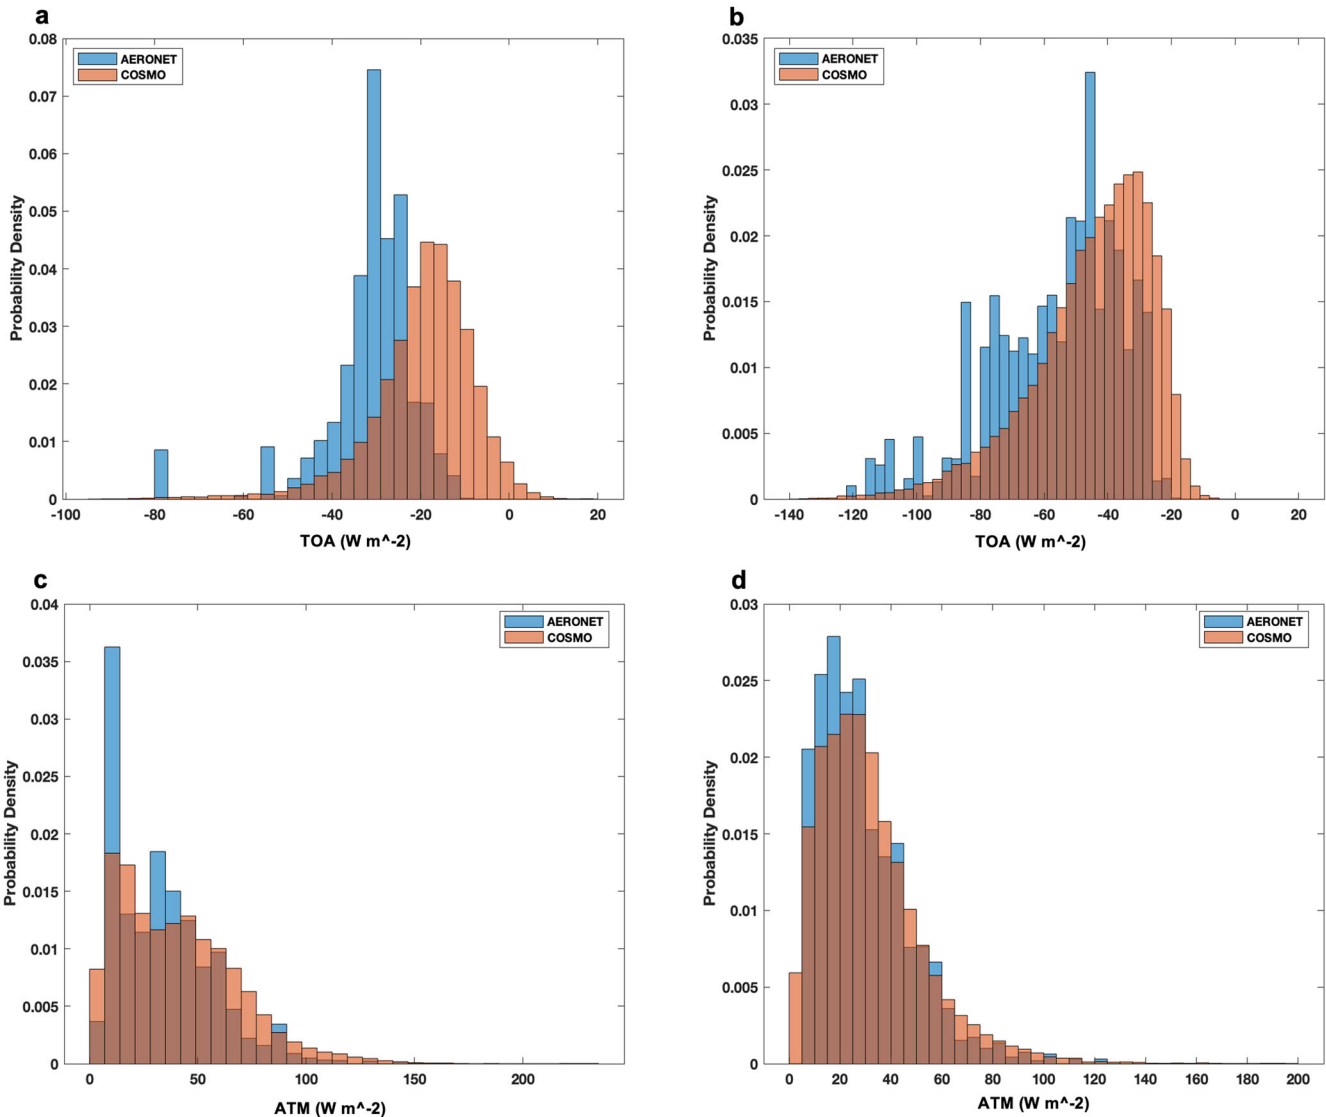 a
0.08
0.07
0.06
0.05
0.04
0.03
0.02
0.01
0
Probability Density
AERONET
COSMO
-100 -80 -60 -40 -20 0 20
TOA (W m^-2)
b
0.035
0.03
0.025
0.02
0.015
0.01
0.005
0
Probability Density
AERONET
COSMO
-140 -120 -100 -80 -60 -40 -20 0 20
TOA (W m^-2)
c
0.04
0.035
0.03
0.025
0.02
0.015
0.01
0.005
0
Probability Density
AERONET
COSMO
0 50 100 150 200
ATM (W m^-2)
d
0.03
0.025
0.02
0.015
0.01
0.005
0
Probability Density
AERONET
COSMO
0 20 40 60 80 100 120 140 160 180 200
ATM (W m^-2)